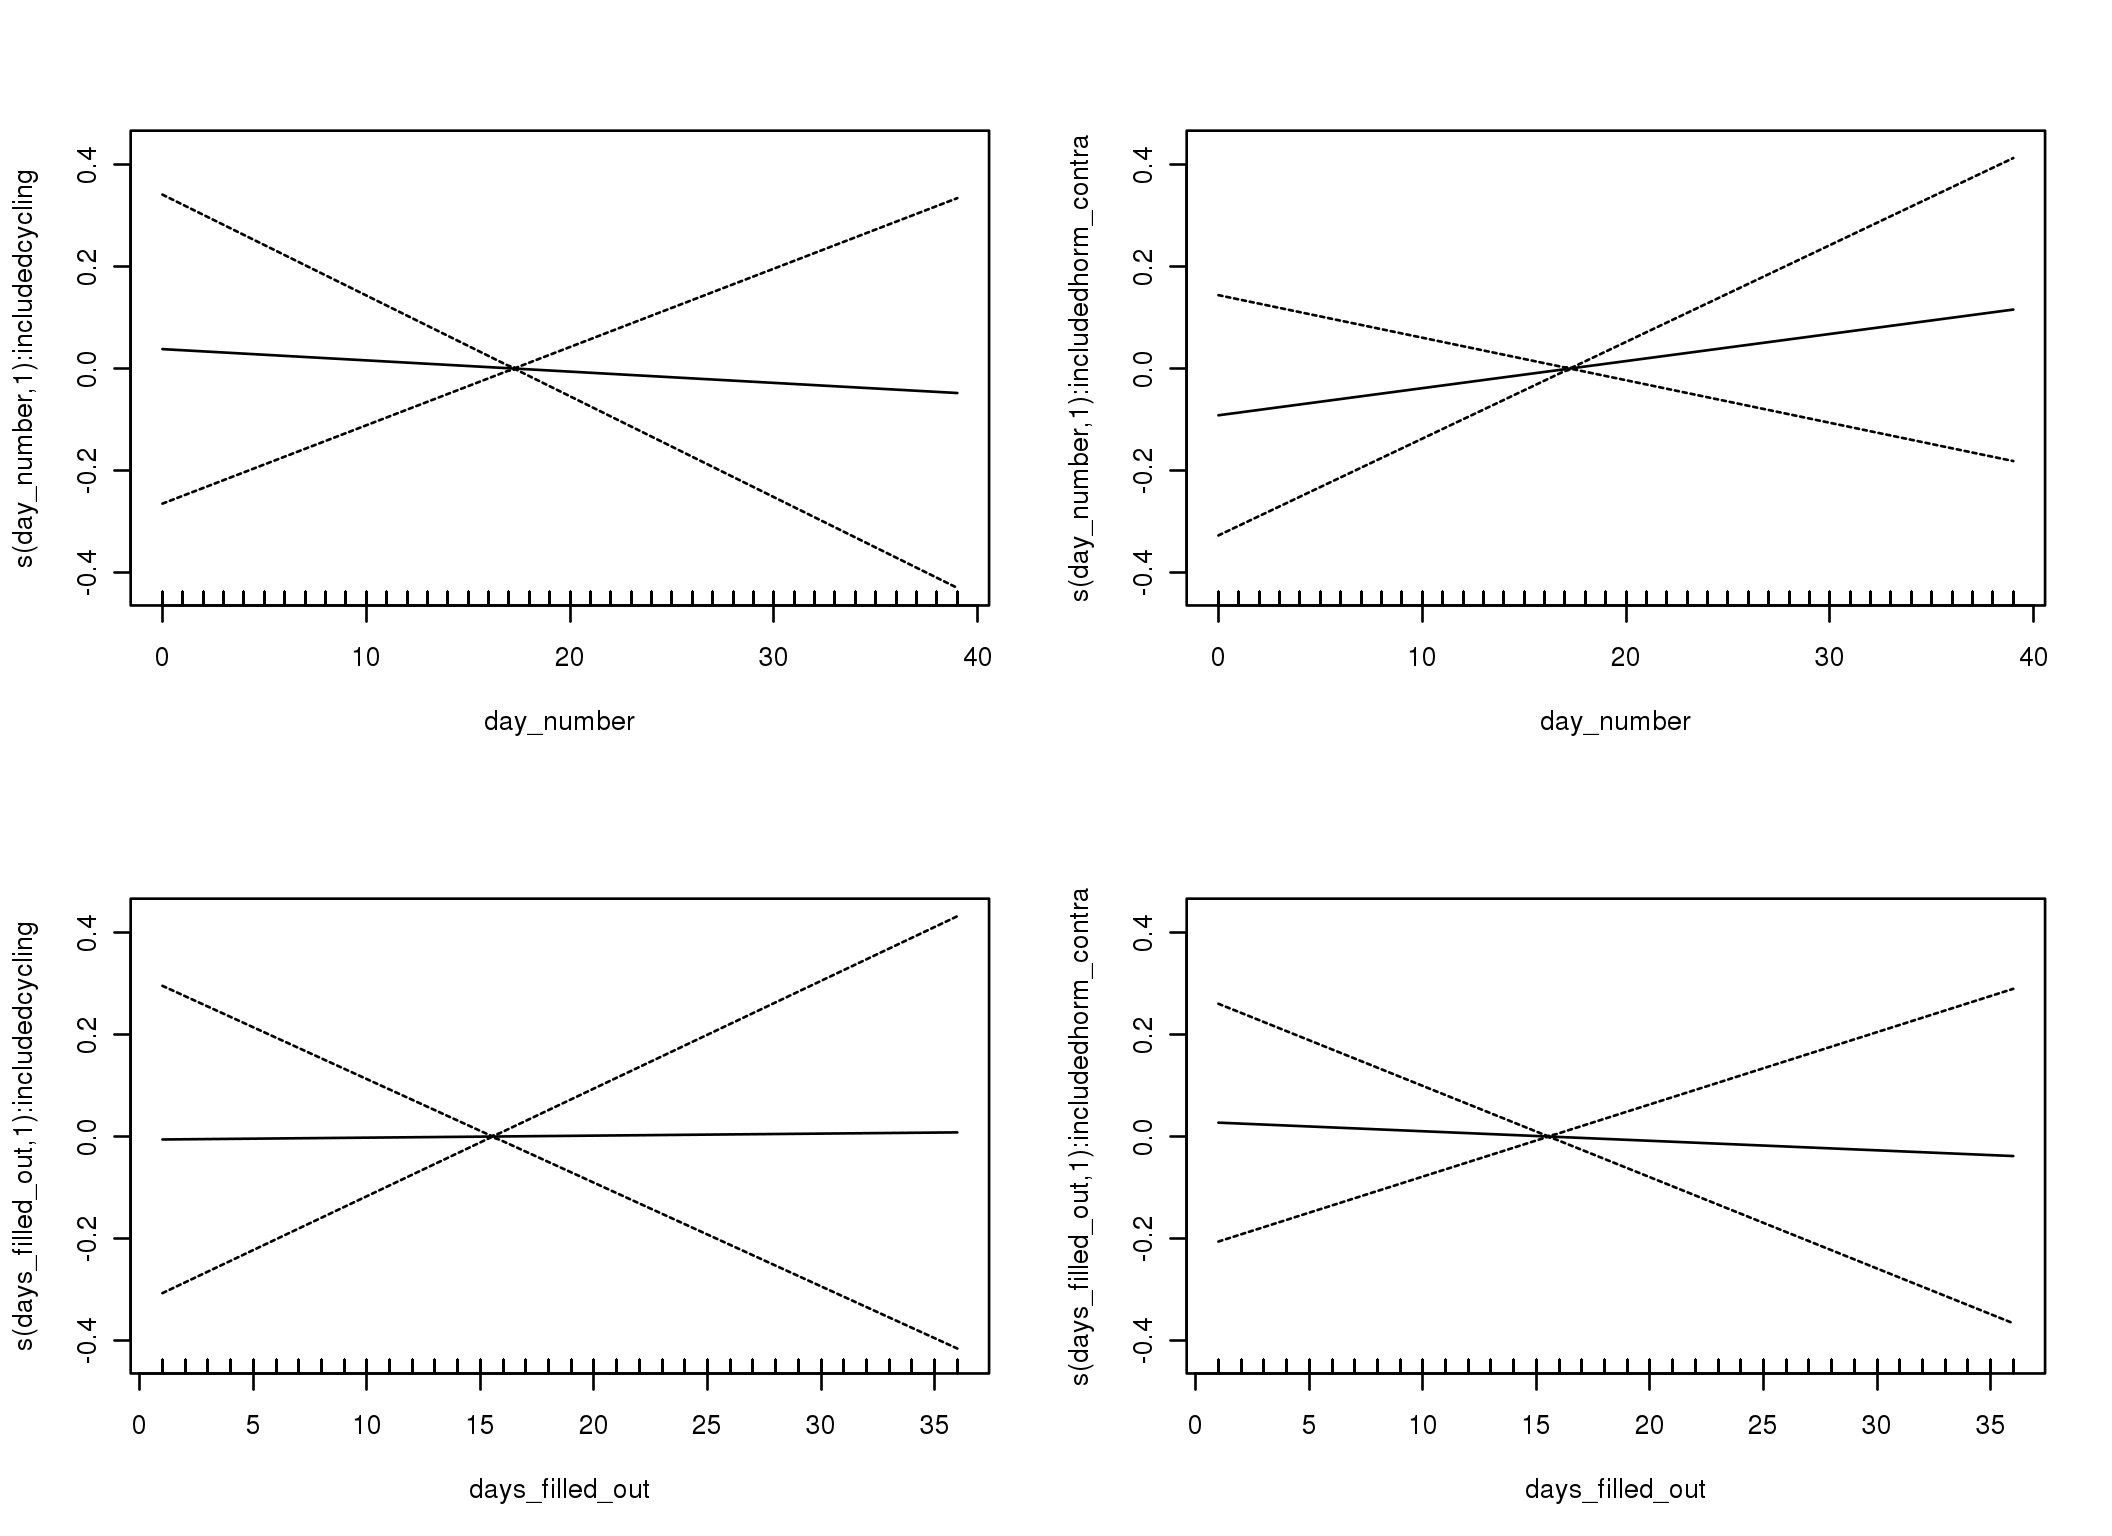 s(day_number,1):includedcycling
0.4
0.2
0.0
-0.2
-0.4
0 10 20 30 40
day_number
s(day_number,1):includedhorm_contra
0.4
0.2
0.0
-0.2
-0.4
0 10 20 30 40
day_number
s(days_filled_out,1):includedcycling
0.4
0.2
0.0
-0.2
-0.4
0 5 10 15 20 25 30 35
days_filled_out
s(days_filled_out,1):includedhorm_contra
0.4
0.2
0.0
-0.2
-0.4
0 5 10 15 20 25 30 35
days_filled_out